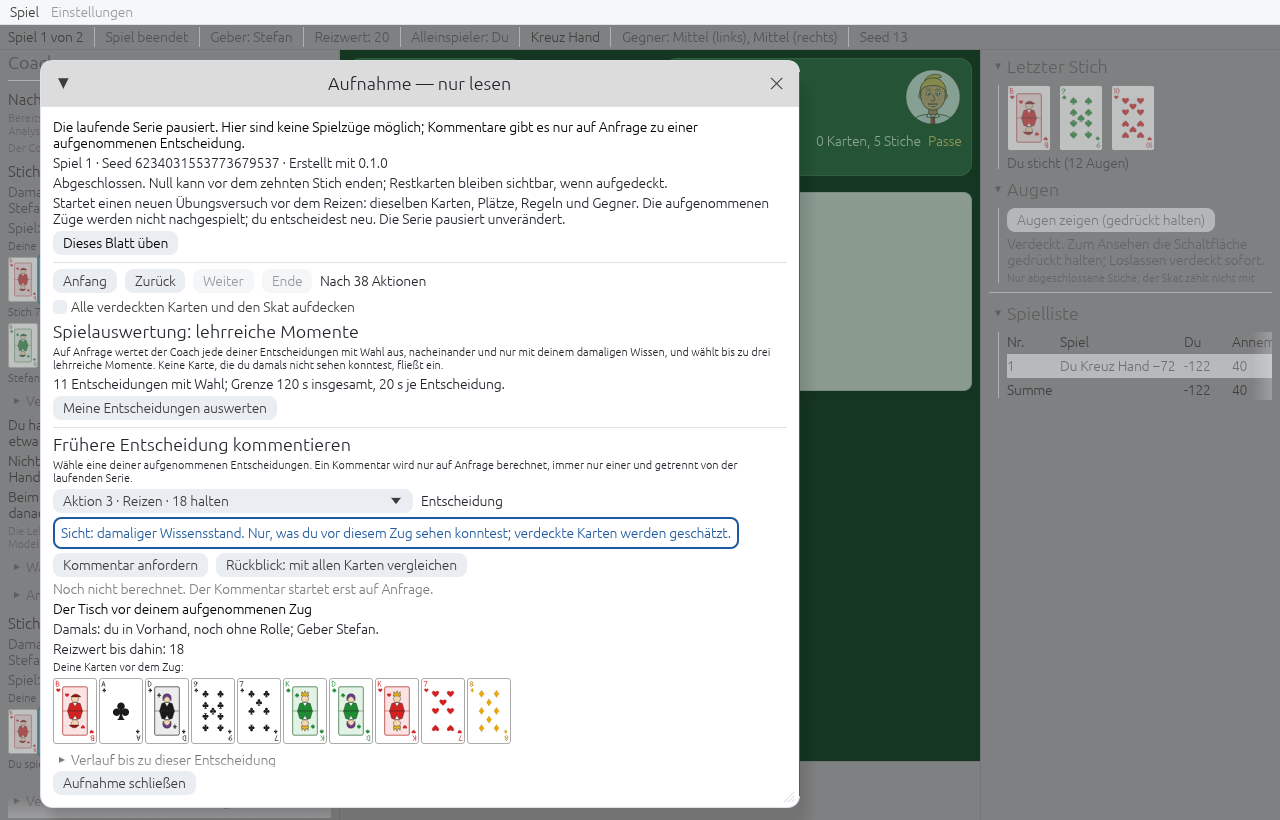 Spiel Einstellungen
Spiel 1 von 2 Spiel beendet Geber: Stefan Reizwert: 20 Alleinspieler: Du Kreuz Hand Gegner: Mittel (links), Mittel (rechts) Seed 13
Aufnahme — nur lesen
Die laufende Serie pausiert. Hier sind keine Spielzüge möglich; Kommentare gibt es nur auf Anfrage zu einer
aufgenommenen Entscheidung.
Spiel 1 · Seed 6234031553773679537 · Erstellt mit 0.1.0
Abgeschlossen. Null kann vor dem zehnten Stich enden; Restkarten bleiben sichtbar, wenn aufgedeckt.
Startet einen neuen Übungsversuch vor dem Reizen: dieselben Karten, Plätze, Regeln und Gegner. Die aufgenommenen
Züge werden nicht nachgespielt; du entscheidest neu. Die Serie pausiert unverändert.
Dieses Blatt üben
Anfang Zurück Weiter Ende Nach 38 Aktionen
Alle verdeckten Karten und den Skat aufdecken
Spielauswertung: lehrreiche Momente
Auf Anfrage wertet der Coach jede deiner Entscheidungen mit Wahl aus, nacheinander und nur mit deinem damaligen Wissen, und wählt bis zu drei
lehrreiche Momente. Keine Karte, die du damals nicht sehen konntest, fließt ein.
11 Entscheidungen mit Wahl; Grenze 120 s insgesamt, 20 s je Entscheidung.
Meine Entscheidungen auswerten
Frühere Entscheidung kommentieren
Wähle eine deiner aufgenommenen Entscheidungen. Ein Kommentar wird nur auf Anfrage berechnet, immer nur einer und getrennt von der
laufenden Serie.
Aktion 3 · Reizen · 18 halten Entscheidung
Sicht: damaliger Wissensstand. Nur, was du vor diesem Zug sehen konntest; verdeckte Karten werden geschätzt.
Kommentar anfordern Rückblick: mit allen Karten vergleichen
Noch nicht berechnet. Der Kommentar startet erst auf Anfrage.
Der Tisch vor deinem aufgenommenen Zug
Damals: du in Vorhand, noch ohne Rolle; Geber Stefan.
Reizwert bis dahin: 18
Deine Karten vor dem Zug:
B A D 9 7 K D K 7 8
Verlauf bis zu dieser Entscheidung
Aufnahme schließen
0 Karten, 5 Stiche Passe
Letzter Stich
B 9 10
Du sticht (12 Augen)
Augen
Augen zeigen (gedrückt halten)
Verdeckt. Zum Ansehen die Schaltfläche
gedrückt halten; Loslassen verdeckt sofort.
Nur abgeschlossene Stiche; der Skat zählt nicht mit.
Spielliste
Nr. Spiel Du Annem
1 Du Kreuz Hand −72 -122 40
Summe -122 40